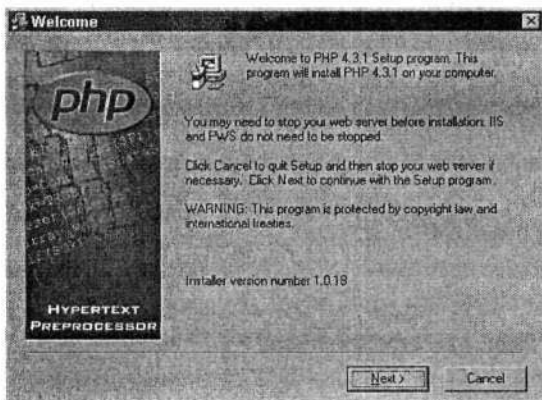 Welcome
Welcome to PHP 4.3.1 Setup program. This
program will install PHP 4.3.1 on your computer.
php
You may need to stop your web server before installation. IIS
and PWS do not need to be stopped.
Click Cancel to quit Setup and then stop your web server if
necessary. Click Next to continue with the Setup program.
WARNING: This program is protected by copyright law and
international treaties.
Installer version number 1.0.18
HYPERTEXT
PREPROCESSOR
Next >
Cancel